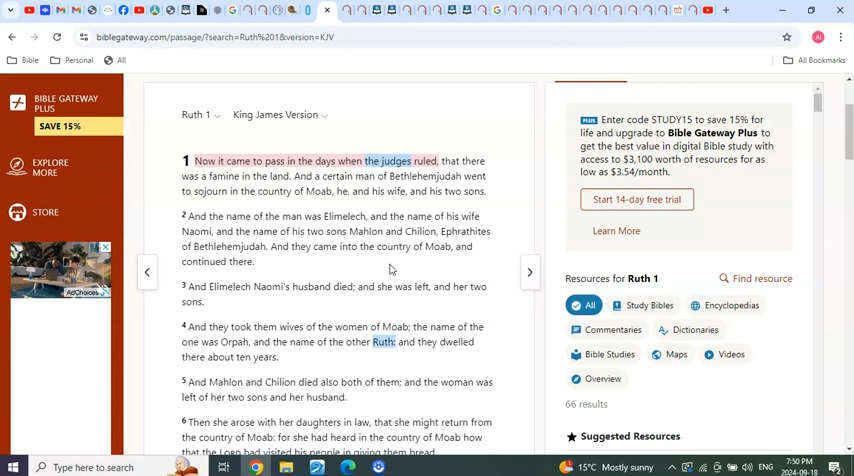 biblegateway.com/passage/?search=Ruth%201&version=KJV
AI
Bible
Personal
All
All Bookmarks
BIBLE GATEWAY
PLUS
SAVE 15%
EXPLORE
MORE
STORE
AdChoices
Ruth 1
King James Version
1 Now it came to pass in the days when the judges ruled, that there
was a famine in the land. And a certain man of Bethlehemjudah went
to sojourn in the country of Moab, he, and his wife, and his two sons.
2 And the name of the man was Elimelech, and the name of his wife
Naomi, and the name of his two sons Mahlon and Chilion, Ephrathites
of Bethlehemjudah. And they came into the country of Moab, and
continued there.
3 And Elimelech Naomi's husband died; and she was left, and her two
sons.
4 And they took them wives of the women of Moab; the name of the
one was Orpah, and the name of the other Ruth: and they dwelled
there about ten years.
5 And Mahlon and Chilion died also both of them; and the woman was
left of her two sons and her husband.
6 Then she arose with her daughters in law, that she might return from
the country of Moab: for she had heard in the country of Moab how
that the LORD had visited his people in giving them bread.
PLUS Enter code STUDY15 to save 15% for
life and upgrade to Bible Gateway Plus to
get the best value in digital Bible study with
access to $3,100 worth of resources for as
low as $3.54/month.
Start 14-day free trial
Learn More
Resources for Ruth 1
Find resource
All
Study Bibles
Encyclopedias
Commentaries
Dictionaries
Bible Studies
Maps
Videos
Overview
66 results
Suggested Resources
Type here to search
15°C Mostly sunny
ENG
7:50 PM
2024-09-18
2